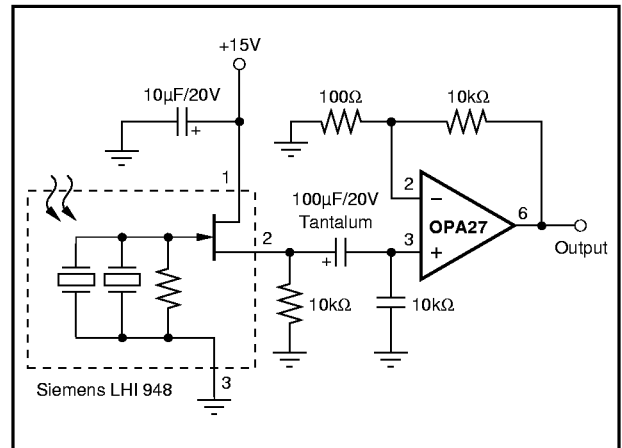 +15V
10µF/20V
+
100Ω
10kΩ
1
100µF/20V
Tantalum
2
6
–
OPA27
2
3
+
+
Output
10kΩ
10kΩ
3
Siemens LHI 948